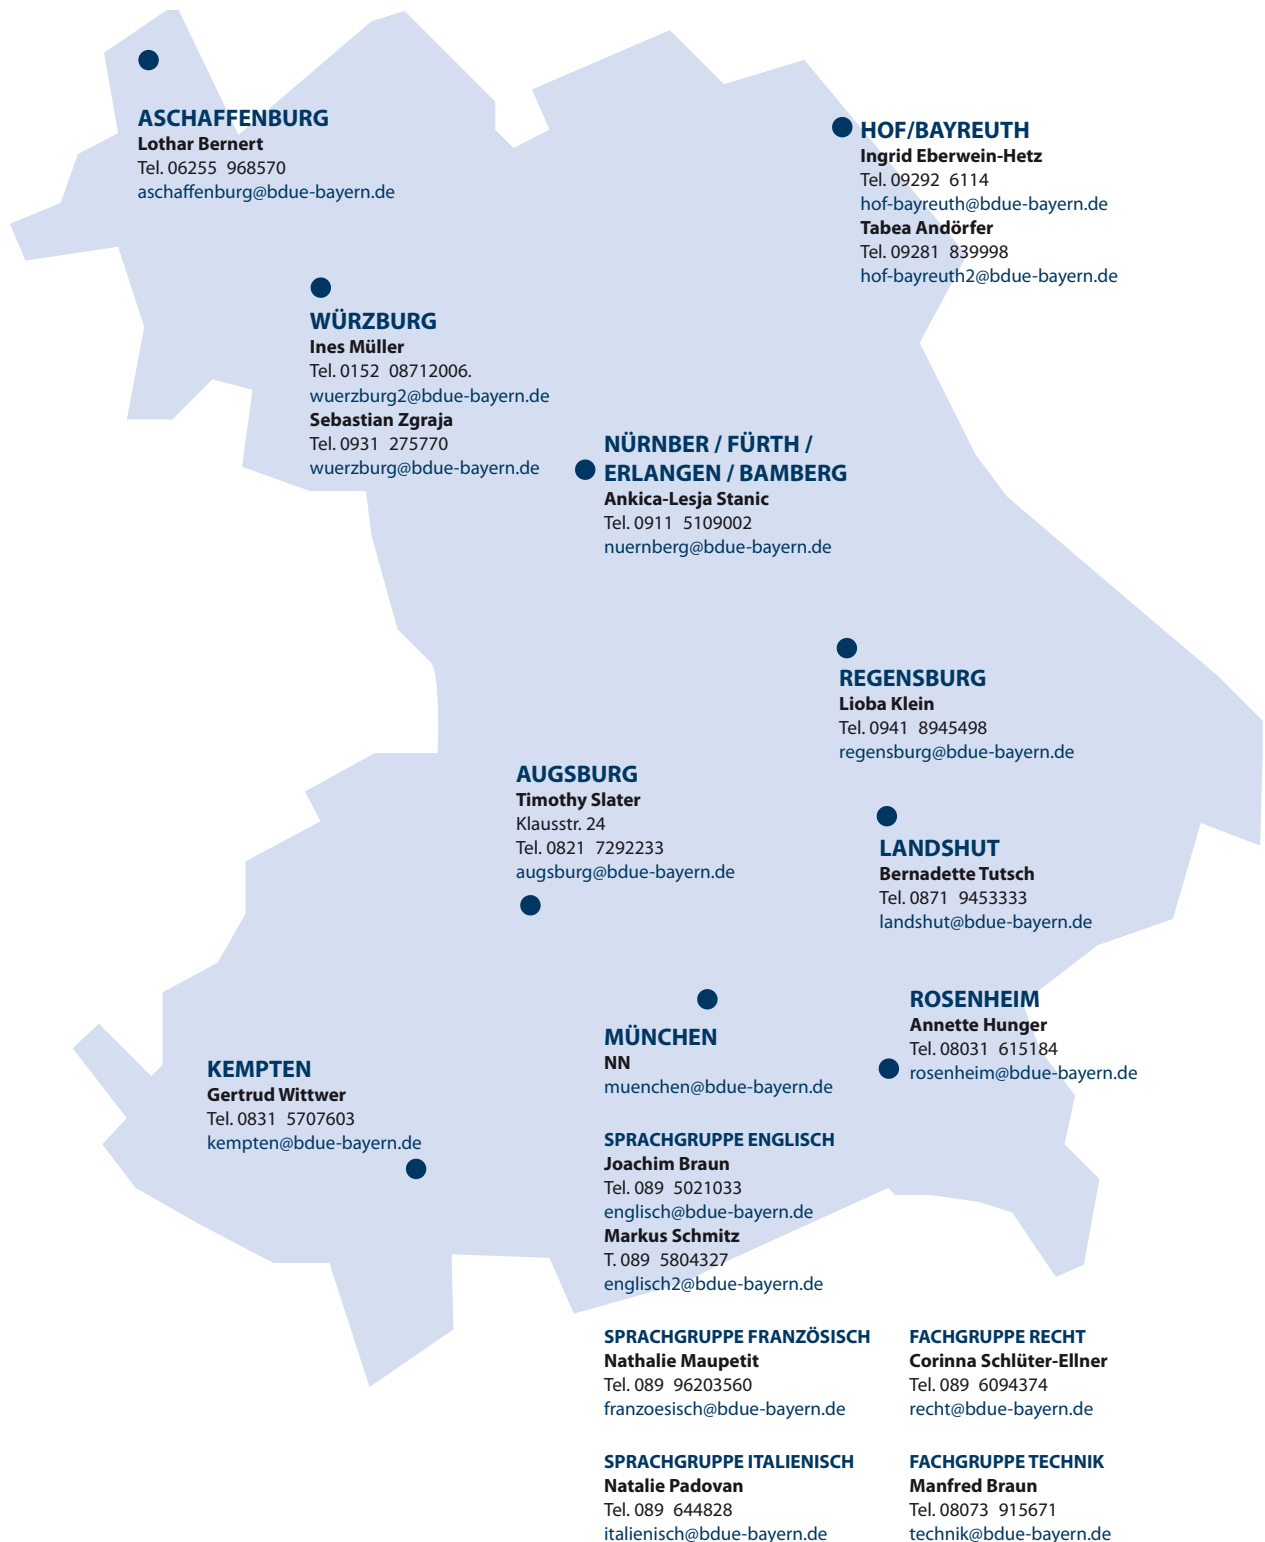 ASCHAFFENBURG
Lothar Bernert
Tel. 06255 968570
aschaffenburg@bdue-bayern.de
HOF/BAYREUTH
Ingrid Eberwein-Hetz
Tel. 09292 6114
hof-bayreuth@bdue-bayern.de
Tabea Andörfer
Tel. 09281 839998
hof-bayreuth2@bdue-bayern.de
WÜRZBURG
Ines Müller
Tel. 0152 08712006.
wuerzburg2@bdue-bayern.de
Sebastian Zgraja
Tel. 0931 275770
wuerzburg@bdue-bayern.de
NÜRNBER / FÜRTH /
ERLANGEN / BAMBERG
Ankica-Lesja Stanic
Tel. 0911 5109002
nuernberg@bdue-bayern.de
REGENSBURG
Lioba Klein
Tel. 0941 8945498
regensburg@bdue-bayern.de
AUGSBURG
Timothy Slater
Klausstr. 24
Tel. 0821 7292233
augsburg@bdue-bayern.de
LANDSHUT
Bernadette Tutsch
Tel. 0871 9453333
landshut@bdue-bayern.de
ROSENHEIM
Annette Hunger
Tel. 08031 615184
rosenheim@bdue-bayern.de
MÜNCHEN
NN
muenchen@bdue-bayern.de
KEMPTEN
Gertrud Wittwer
Tel. 0831 5707603
kempten@bdue-bayern.de
SPRACHGRUPPE ENGLISCH
Joachim Braun
Tel. 089 5021033
englisch@bdue-bayern.de
Markus Schmitz
T. 089 5804327
englisch2@bdue-bayern.de
SPRACHGRUPPE FRANZÖSISCH
Nathalie Maupetit
Tel. 089 96203560
franzoesisch@bdue-bayern.de
FACHGRUPPE RECHT
Corinna Schlüter-Ellner
Tel. 089 6094374
recht@bdue-bayern.de
SPRACHGRUPPE ITALIENISCH
Natalie Padovan
Tel. 089 644828
italienisch@bdue-bayern.de
FACHGRUPPE TECHNIK
Manfred Braun
Tel. 08073 915671
technik@bdue-bayern.de